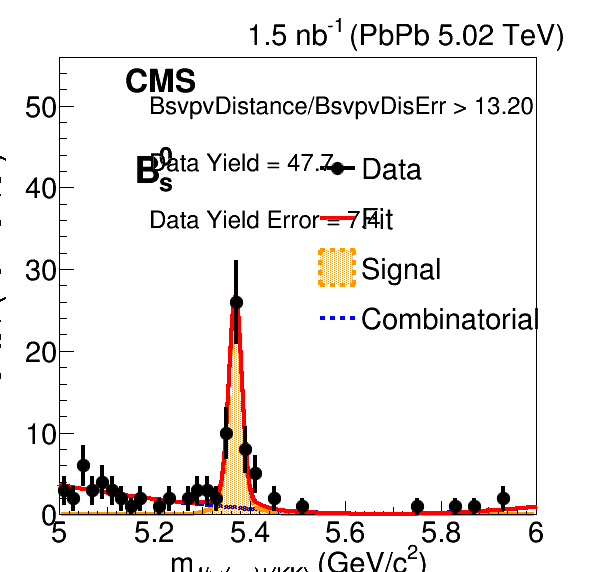 1.5 nb-1 (PbPb 5.02 TeV)
CMS
BsvpvDistance/BsvpvDisErr > 13.20
B0s
Data Yield = 47.7
Data Yield Error = 7.4
Data
Fit
Signal
Combinatorial
50
40
30
20
10
0
5 5.2 5.4 5.6 5.8 6
(GeV/c2)